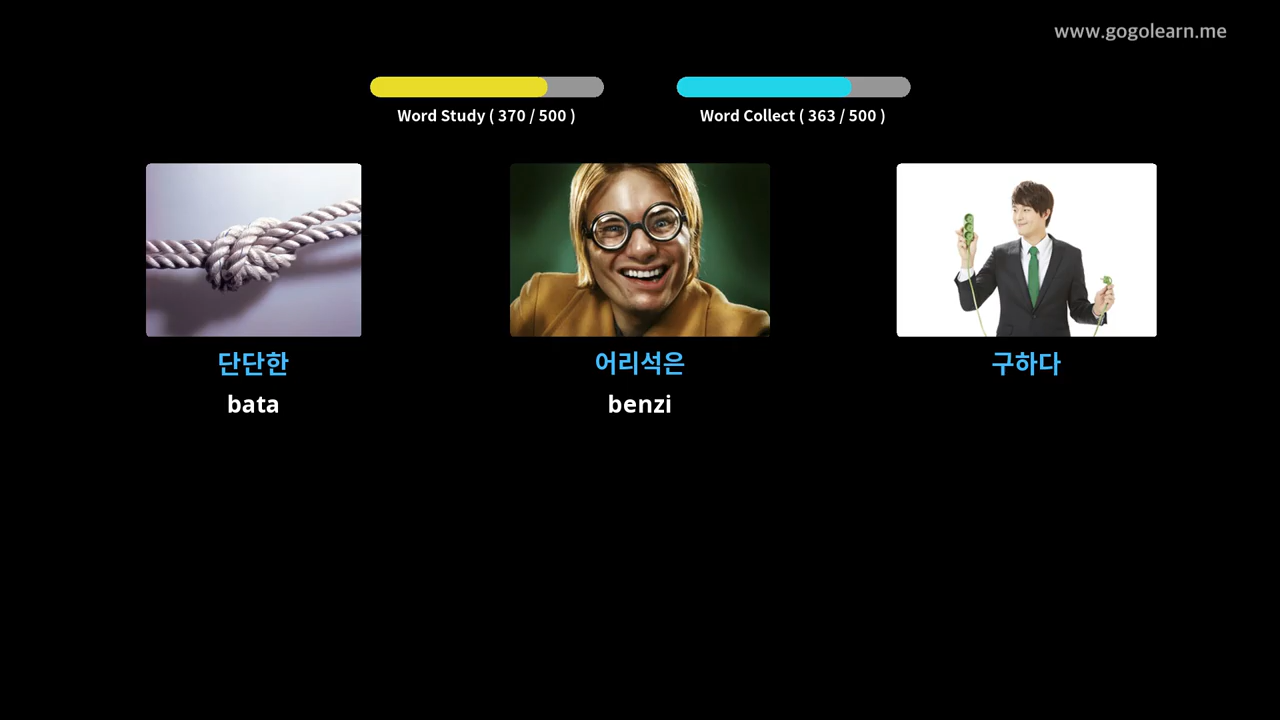 www.gogolearn.me
Word Study ( 370 / 500 )
Word Collect ( 363 / 500 )
단단한
어리석은
구하다
bata
benzi